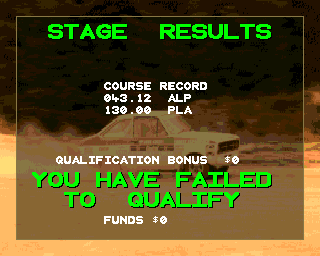 STAGE RESULTS
COURSE RECORD
043.12 ALP
130.00 PLA
QUALIFICATION BONUS $0
YOU HAVE FAILED
TO QUALIFY
FUNDS $0